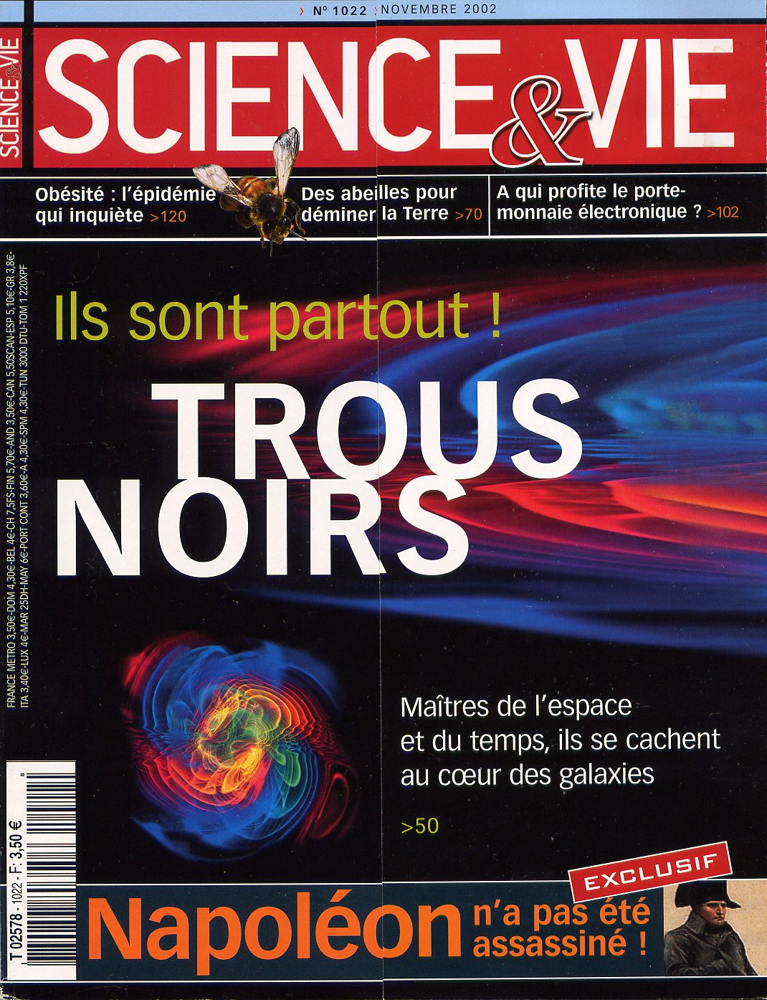 › Nº 1022 › NOVEMBRE 2002
SCIENCE & VIE
SCIENCE & VIE
Obésité : l'épidémie
qui inquiète >120
Des abeilles pour
déminer la Terre >70
A qui profite le porte-
monnaie électronique ? >102
Ils sont partout !
TROUS
NOIRS
FRANCE METRO 3,50€-DOM 4,30€-BEL 4€-CH 7,5FS-FIN 5,70€-AND 3,50€-CAN 5,50$CAN-ESP 5,10€-GR 3,8€-
ITA 3,40€-LUX 4€-MAR 25DH-MAY 6€-PORT CONT 3,60€-A 4,30€-SPM 4,30€-TUN 3000 DTU-TOM 1 220XPF
Maîtres de l'espace
et du temps, ils se cachent
au cœur des galaxies
>50
T 02578 - 1022 - F: 3,50 €
EXCLUSIF
Napoléon
n'a pas été
assassiné !